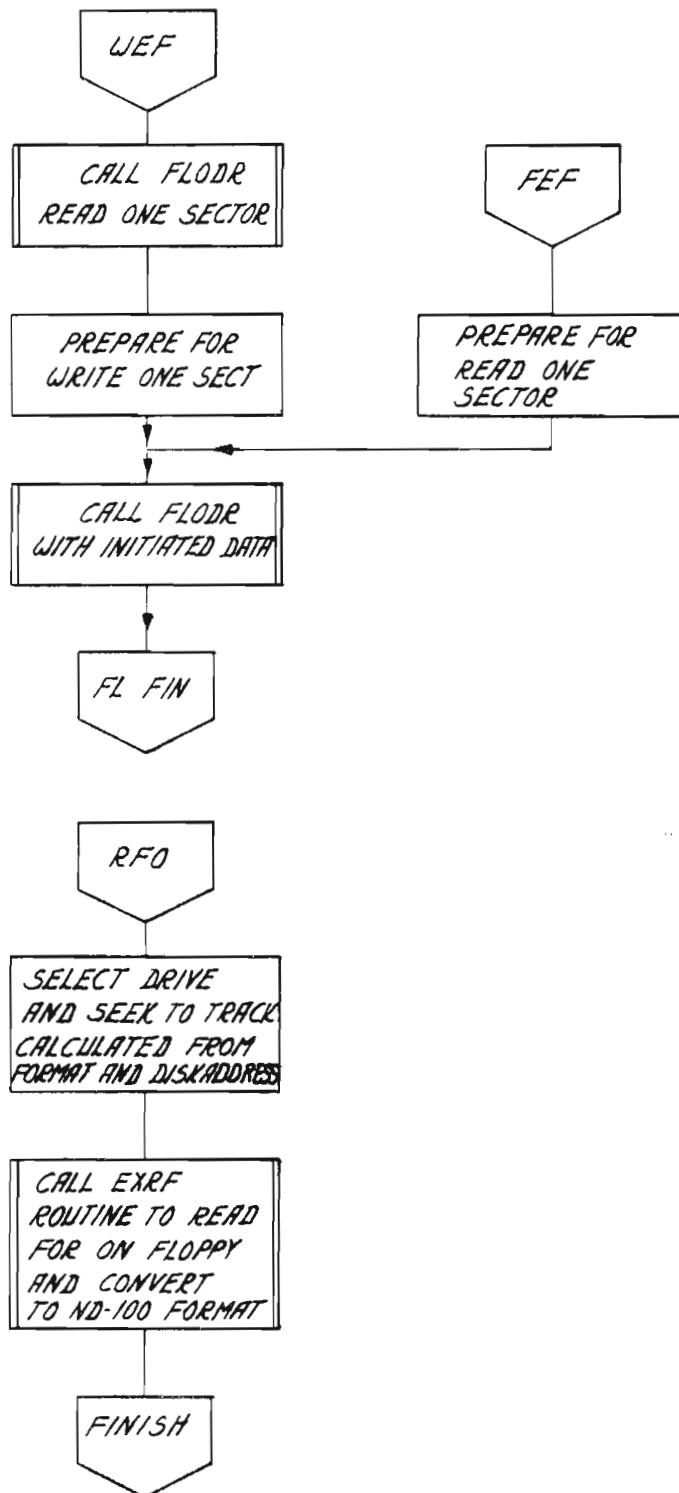 WEF
CALL FLODR
READ ONE SECTOR
PREPARE FOR
WRITE ONE SECT
FEF
PREPARE FOR
READ ONE
SECTOR
CALL FLODR
WITH INITIATED DATA
FL FIN
RFO
SELECT DRIVE
AND SEEK TO TRACK
CALCULATED FROM
FORMAT AND DISKADDRESS
CALL EXRF
ROUTINE TO READ
FOR ON FLOPPY
AND CONVERT
TO ND-100 FORMAT
FINISH